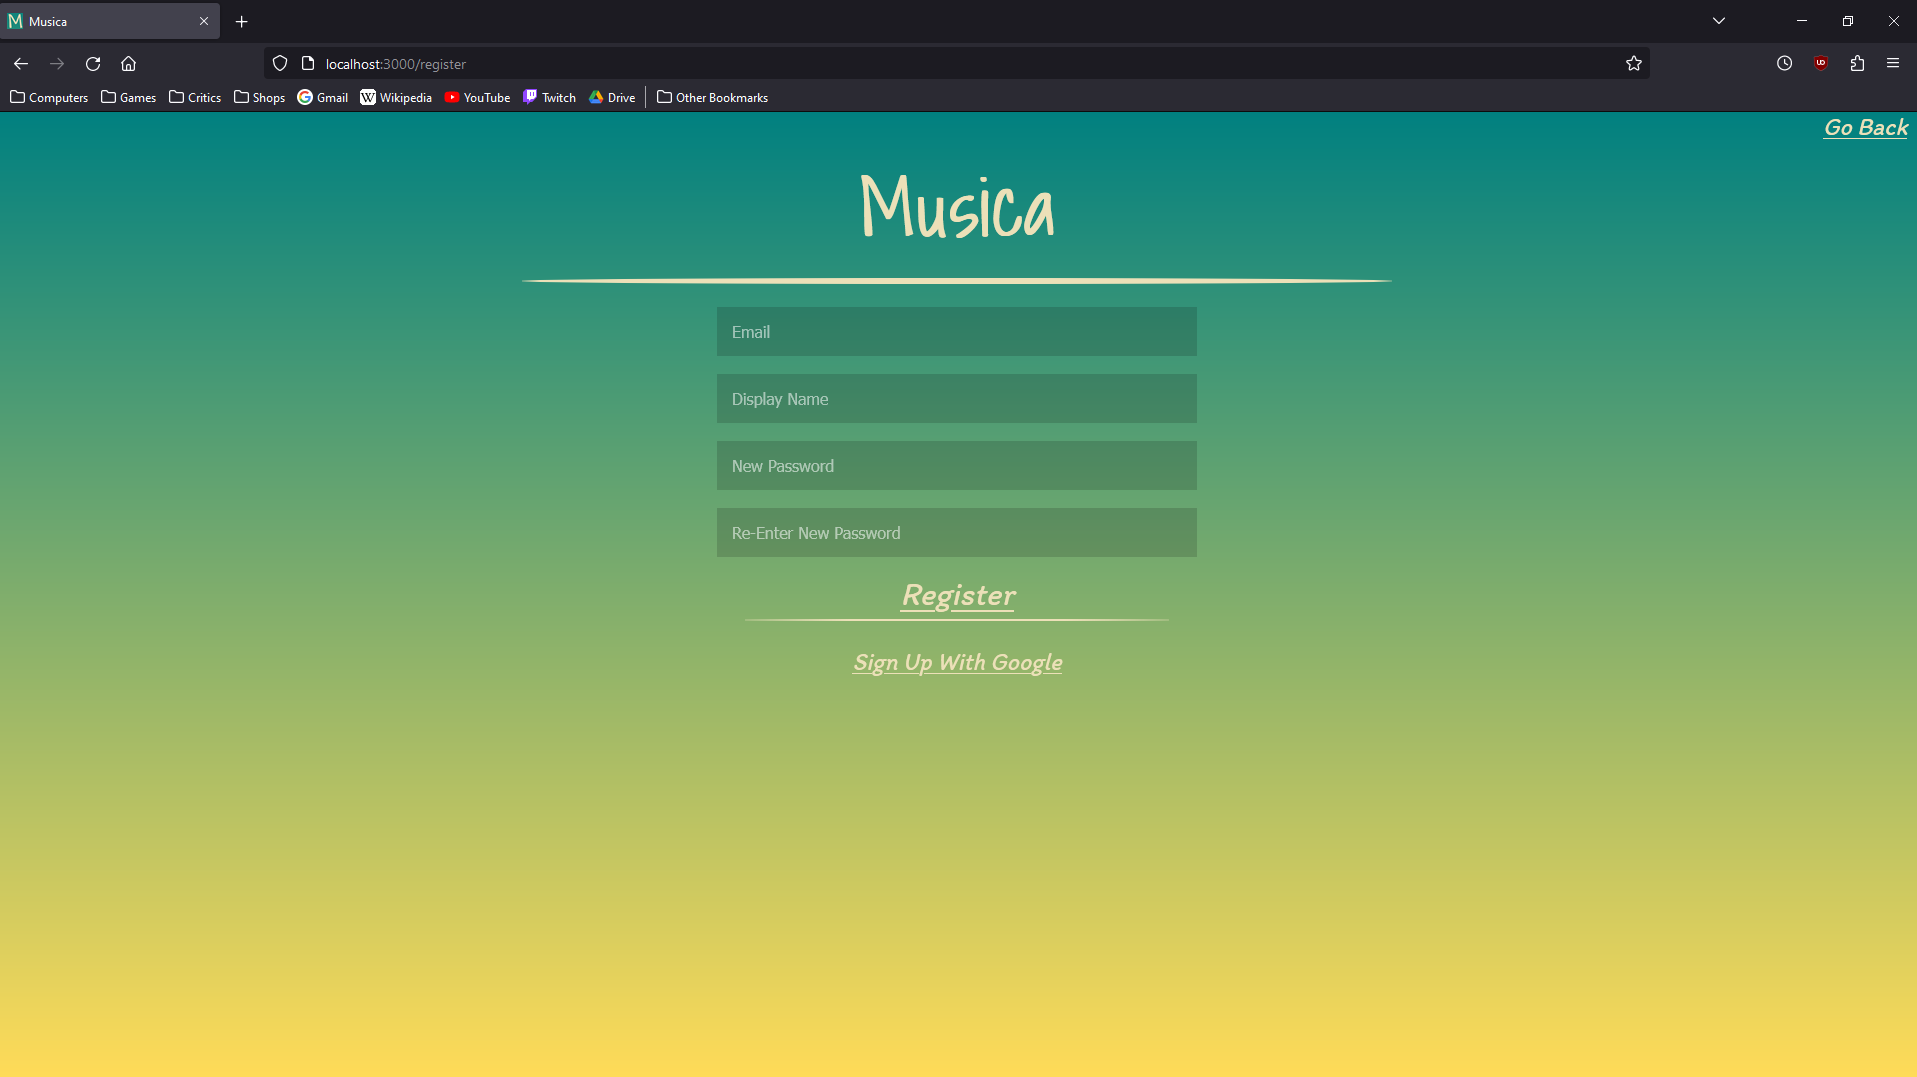 M Musica
localhost:3000/register
Computers Games Critics Shops Gmail Wikipedia YouTube Twitch Drive Other Bookmarks
Go Back
Musica
Email
Display Name
New Password
Re-Enter New Password
Register
Sign Up With Google